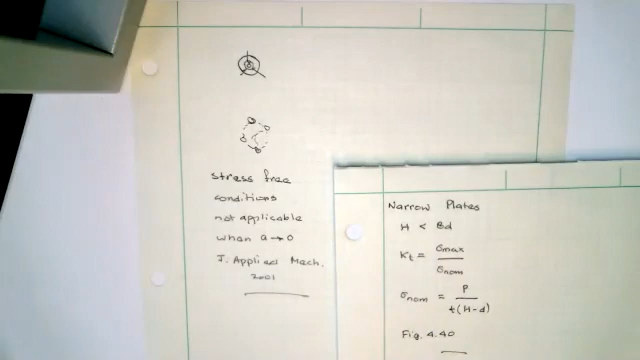 stress free
conditions
not applicable
when a → 0
J. Applied Mech.
2001
Narrow Plates
H < 8d
Kt = σmax / σnom
σnom = P / t(H-d)
Fig. 4.40